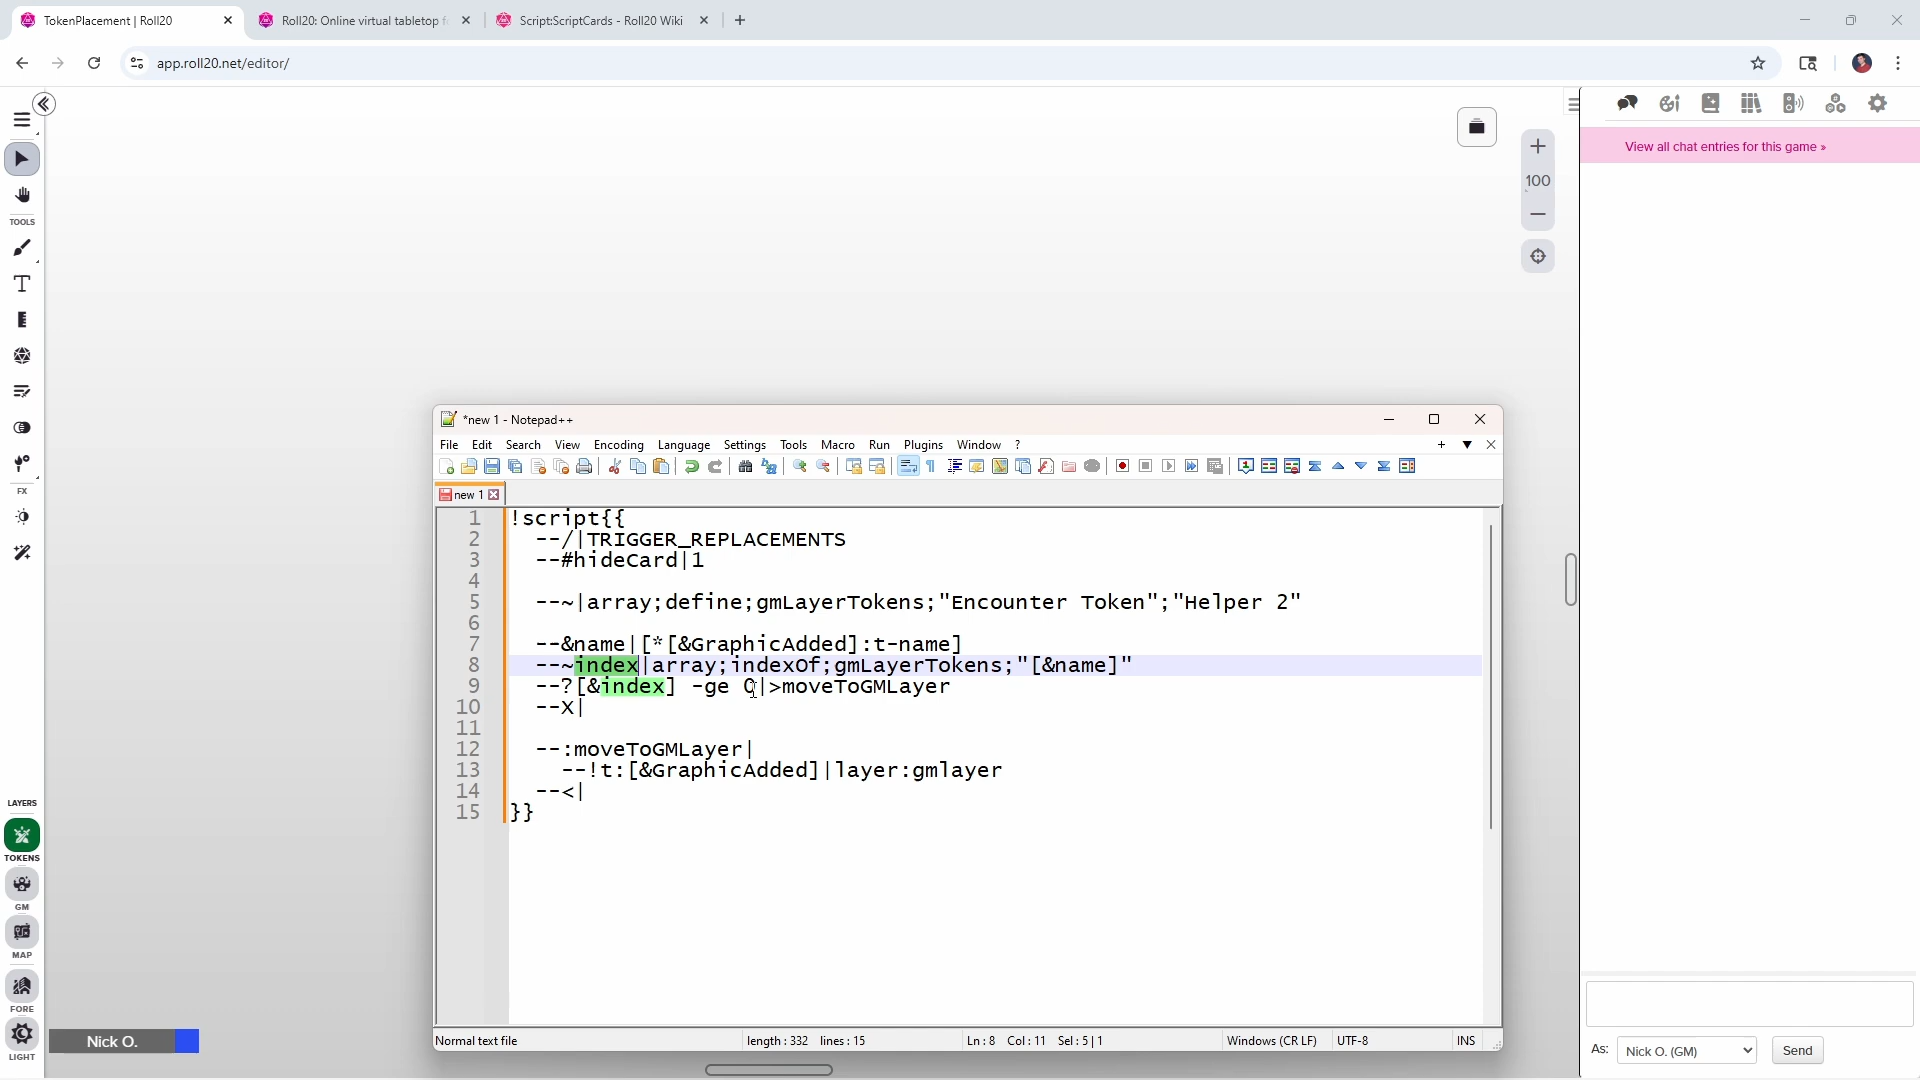 TokenPlacement | Roll20
Roll20: Online virtual tabletop f
Script:ScriptCards - Roll20 Wiki
app.roll20.net/editor/
TOOLS
FX
LAYERS
TOKENS
GM
MAP
FORE
LIGHT
Nick O.
100
View all chat entries for this game »
As:
Nick O. (GM)
Send
*new 1 - Notepad++
File Edit Search View Encoding Language Settings Tools Macro Run Plugins Window ?
new 1
1 !script{{
2 --/|TRIGGER_REPLACEMENTS
3 --#hideCard|1
4
5 --~|array;define;gmLayerTokens;"Encounter Token";"Helper 2"
6
7 --&name|[*[&GraphicAdded]:t-name]
8 --~index|array;indexOf;gmLayerTokens;"[&name]"
9 --?[&index] -ge 0|>moveToGMLayer
10 --X|
11
12 --:moveToGMLayer|
13 --!t:[&GraphicAdded]|layer:gmlayer
14 --<|
15 }}
Normal text file
length : 332 lines : 15
Ln : 8 Col : 11 Sel : 5 | 1
Windows (CR LF)
UTF-8
INS